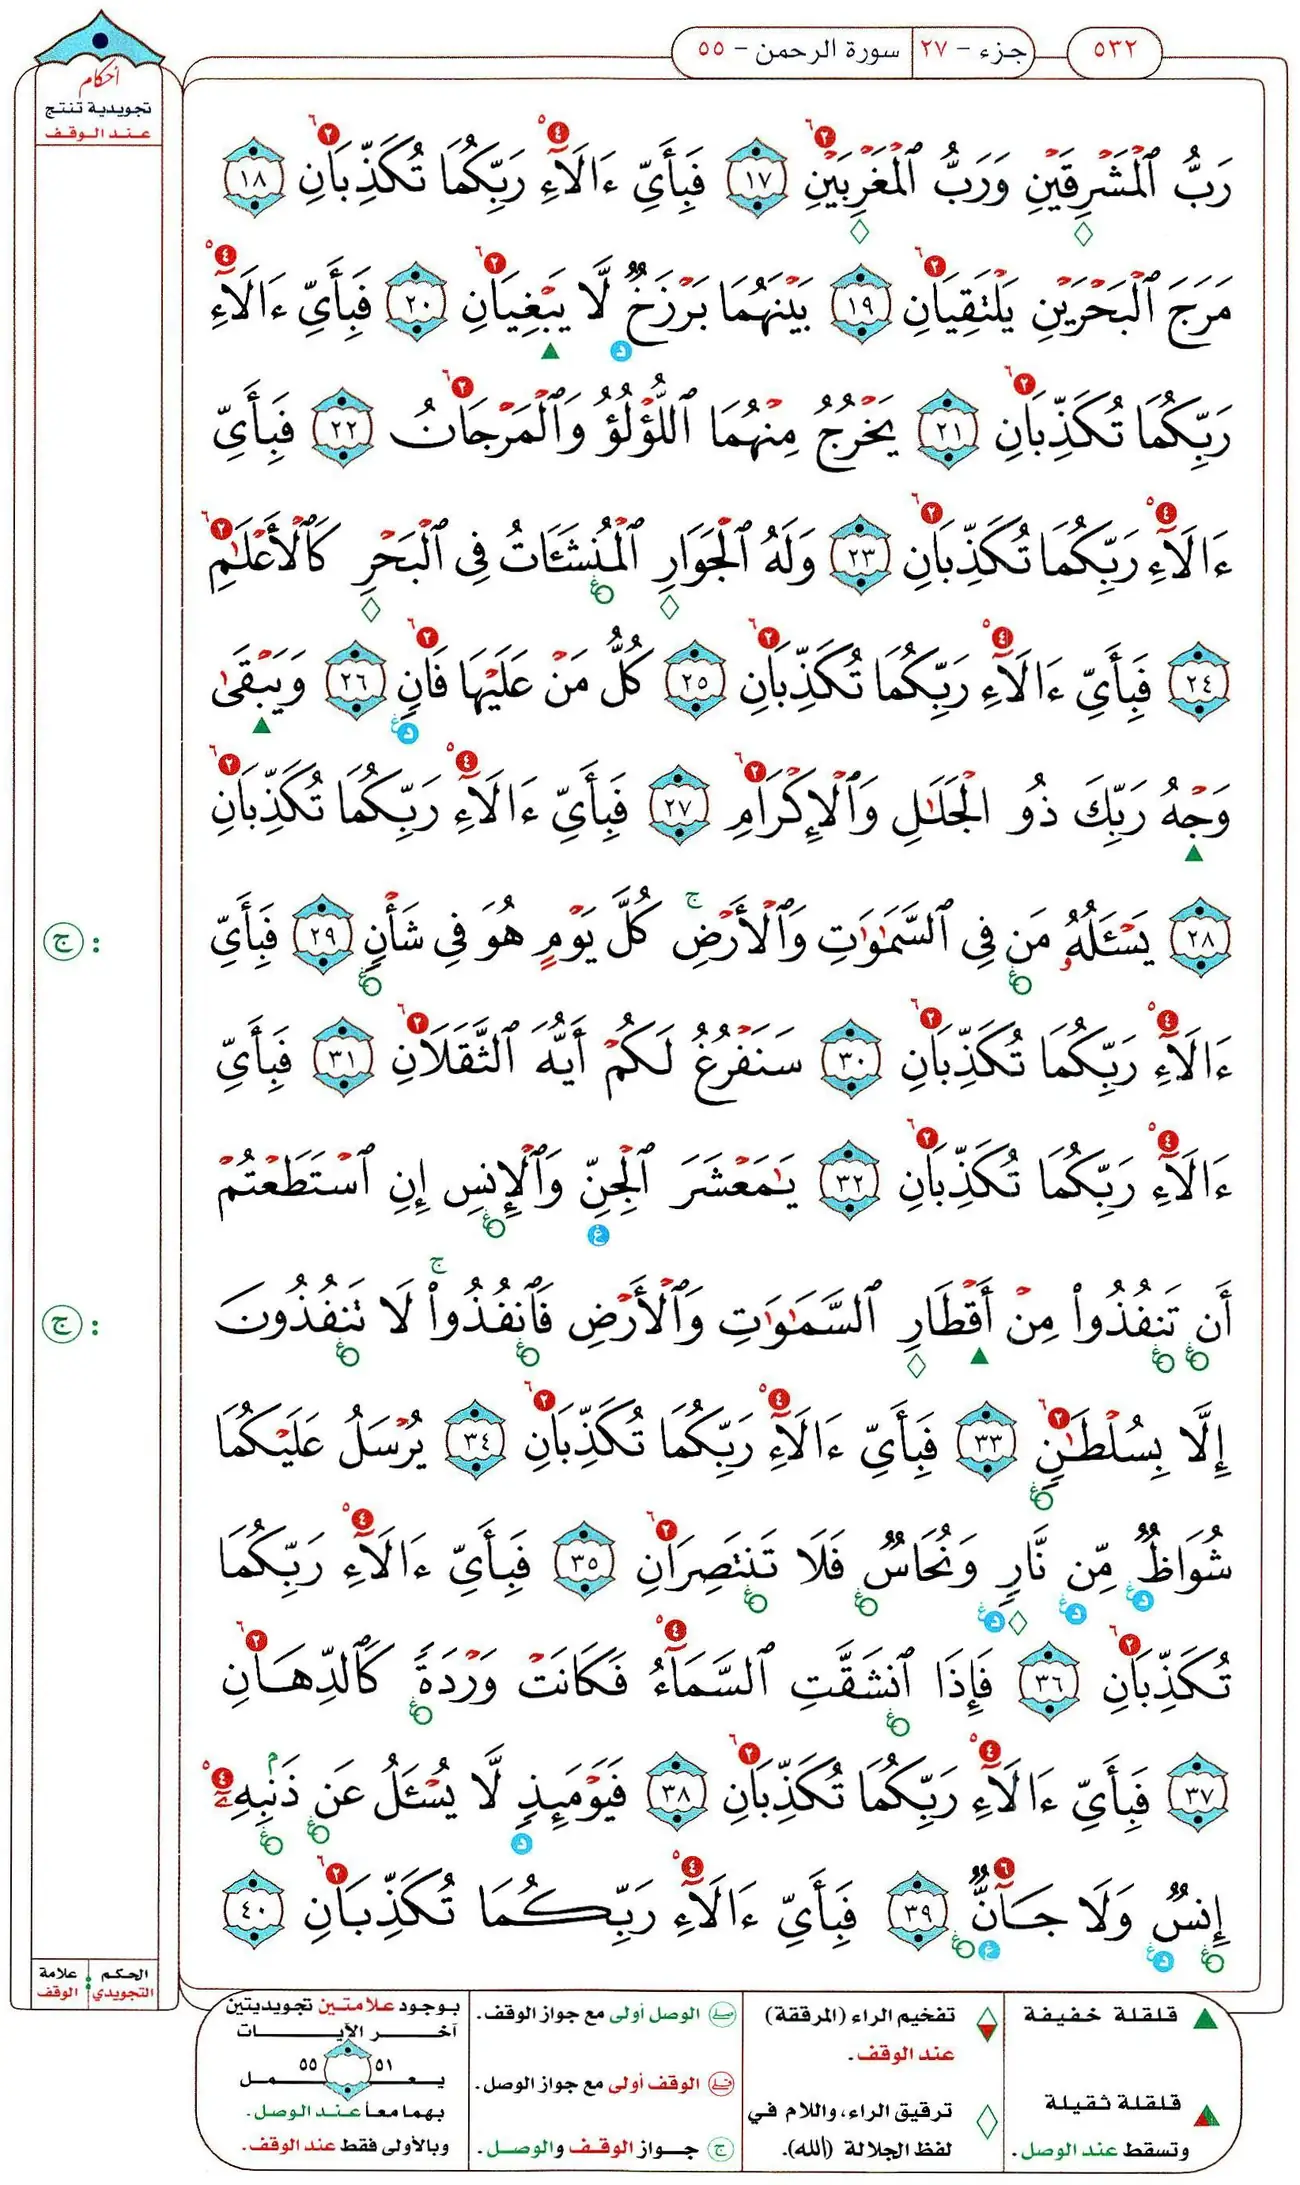 ٥٣٢
جزء - ٢٧
سورة الرحمن - ٥٥
أحكام
تجويدية تنتج
عند الوقف
رَبُّ ٱلْمَشْرِقَيْنِ وَرَبُّ ٱلْمَغْرِبَيْنِ ١٧ فَبِأَيِّ ءَالَآءِ رَبِّكُمَا تُكَذِّبَانِ ١٨
مَرَجَ ٱلْبَحْرَيْنِ يَلْتَقِيَانِ ١٩ بَيْنَهُمَا بَرْزَخٌ لَّا يَبْغِيَانِ ٢٠ فَبِأَيِّ ءَالَآءِ
رَبِّكُمَا تُكَذِّبَانِ ٢١ يَخْرُجُ مِنْهُمَا ٱللُّؤْلُؤُ وَٱلْمَرْجَانُ ٢٢ فَبِأَيِّ
ءَالَآءِ رَبِّكُمَا تُكَذِّبَانِ ٢٣ وَلَهُ ٱلْجَوَارِ ٱلْمُنشَـَٔاتُ فِى ٱلْبَحْرِ كَٱلْأَعْلَـٰمِ
٢٤ فَبِأَيِّ ءَالَآءِ رَبِّكُمَا تُكَذِّبَانِ ٢٥ كُلُّ مَنْ عَلَيْهَا فَانٍ ٢٦ وَيَبْقَىٰ
وَجْهُ رَبِّكَ ذُو ٱلْجَلَـٰلِ وَٱلْإِكْرَامِ ٢٧ فَبِأَيِّ ءَالَآءِ رَبِّكُمَا تُكَذِّبَانِ
٢٨ يَسْـَٔلُهُۥ مَن فِى ٱلسَّمَـٰوَٰتِ وَٱلْأَرْضِ ۚ كُلَّ يَوْمٍ هُوَ فِى شَأْنٍ ٢٩ فَبِأَيِّ
ج :
ءَالَآءِ رَبِّكُمَا تُكَذِّبَانِ ٣٠ سَنَفْرُغُ لَكُمْ أَيُّهَ ٱلثَّقَلَانِ ٣١ فَبِأَيِّ
ءَالَآءِ رَبِّكُمَا تُكَذِّبَانِ ٣٢ يَـٰمَعْشَرَ ٱلْجِنِّ وَٱلْإِنسِ إِنِ ٱسْتَطَعْتُمْ
أَن تَنفُذُوا۟ مِنْ أَقْطَارِ ٱلسَّمَـٰوَٰتِ وَٱلْأَرْضِ فَٱنفُذُوا۟ ۚ لَا تَنفُذُونَ
ج :
إِلَّا بِسُلْطَـٰنٍ ٣٣ فَبِأَيِّ ءَالَآءِ رَبِّكُمَا تُكَذِّبَانِ ٣٤ يُرْسَلُ عَلَيْكُمَا
شُوَاظٌ مِّن نَّارٍ وَنُحَاسٌ فَلَا تَنتَصِرَانِ ٣٥ فَبِأَيِّ ءَالَآءِ رَبِّكُمَا
تُكَذِّبَانِ ٣٦ فَإِذَا ٱنشَقَّتِ ٱلسَّمَآءُ فَكَانَتْ وَرْدَةً كَٱلدِّهَانِ
٣٧ فَبِأَيِّ ءَالَآءِ رَبِّكُمَا تُكَذِّبَانِ ٣٨ فَيَوْمَئِذٍ لَّا يُسْـَٔلُ عَن ذَنۢبِهِۦٓ
إِنسٌ وَلَا جَآنٌّ ٣٩ فَبِأَيِّ ءَالَآءِ رَبِّكُمَا تُكَذِّبَانِ ٤٠
الحكم التجويدي : علامة الوقف
قلقلة خفيفة
قلقلة ثقيلة
وتسقط عند الوصل.
تفخيم الراء (المرققة)
عند الوقف.
ترقيق الراء، واللام في
لفظ الجلالة (الله).
صلى الوصل أولى مع جواز الوقف.
قلى الوقف أولى مع جواز الوصل.
ج جواز الوقف والوصل.
بوجود علامتين تجويديتين
آخر الآيات
٥١ ٥٥
يعمل
بهما معاً عند الوصل.
وبالأولى فقط عند الوقف.